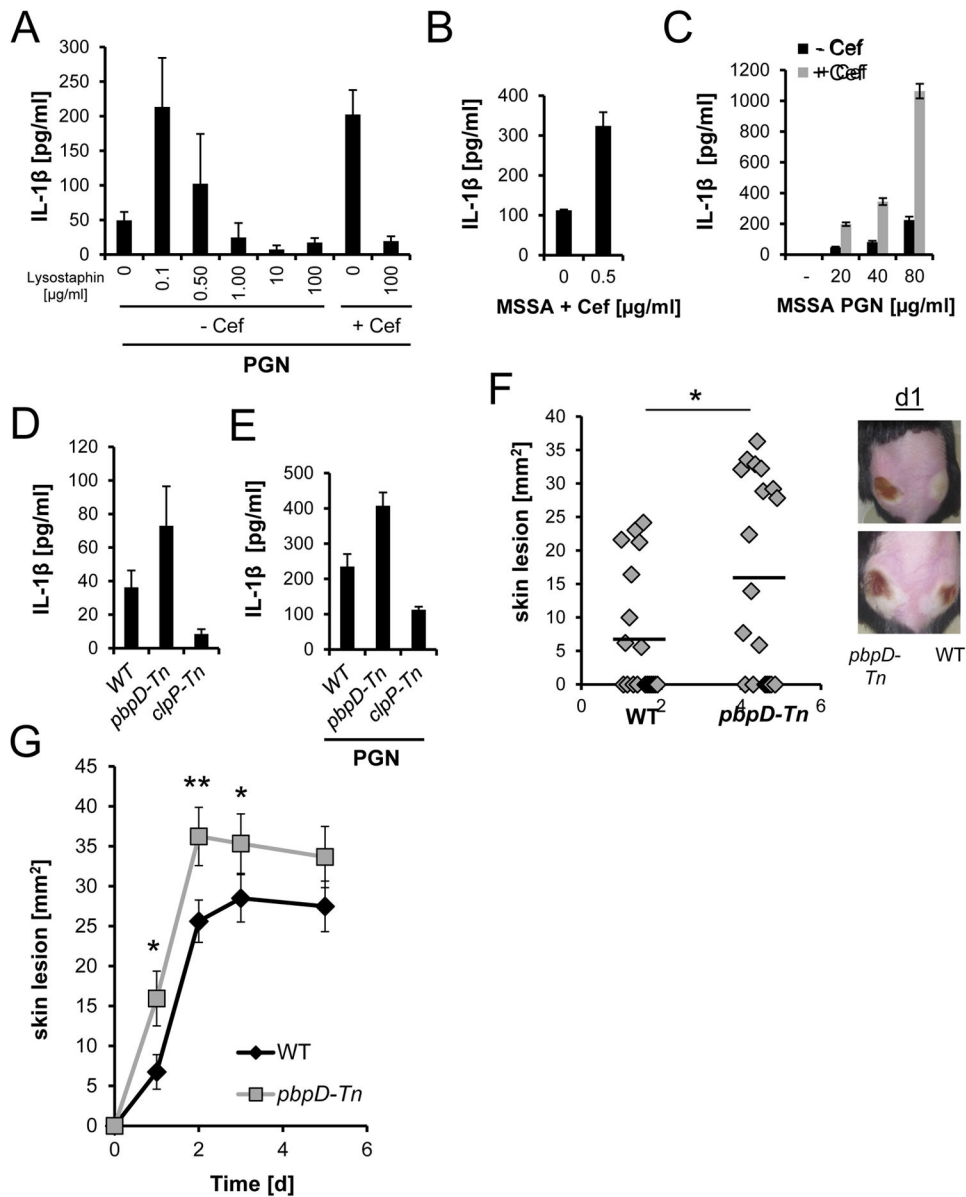 A
IL-1β [pg/ml]
300
250
200
150
100
50
0
Lysostaphin
[µg/ml]
0
0.1
0.50
1.00
10
100
0
100
- Cef
+ Cef
PGN
B
IL-1β [pg/ml]
400
300
200
100
0
0
0.5
MSSA + Cef [µg/ml]
C
- Cef
+ Cef
IL-1β [pg/ml]
1200
1000
800
600
400
200
0
-
20
40
80
MSSA PGN [µg/ml]
D
IL-1β [pg/ml]
120
100
80
60
40
20
0
WT
pbpD-Tn
clpP-Tn
E
IL-1β [pg/ml]
500
400
300
200
100
0
WT
pbpD-Tn
clpP-Tn
PGN
F
skin lesion [mm²]
40
35
30
25
20
15
10
5
0
*
0
2
6
WT
pbpD-Tn
d1
pbpD-
Tn
WT
G
skin lesion [mm²]
45
40
35
30
25
20
15
10
5
0
*
**
*
WT
pbpD-Tn
0
2
4
6
Time [d]